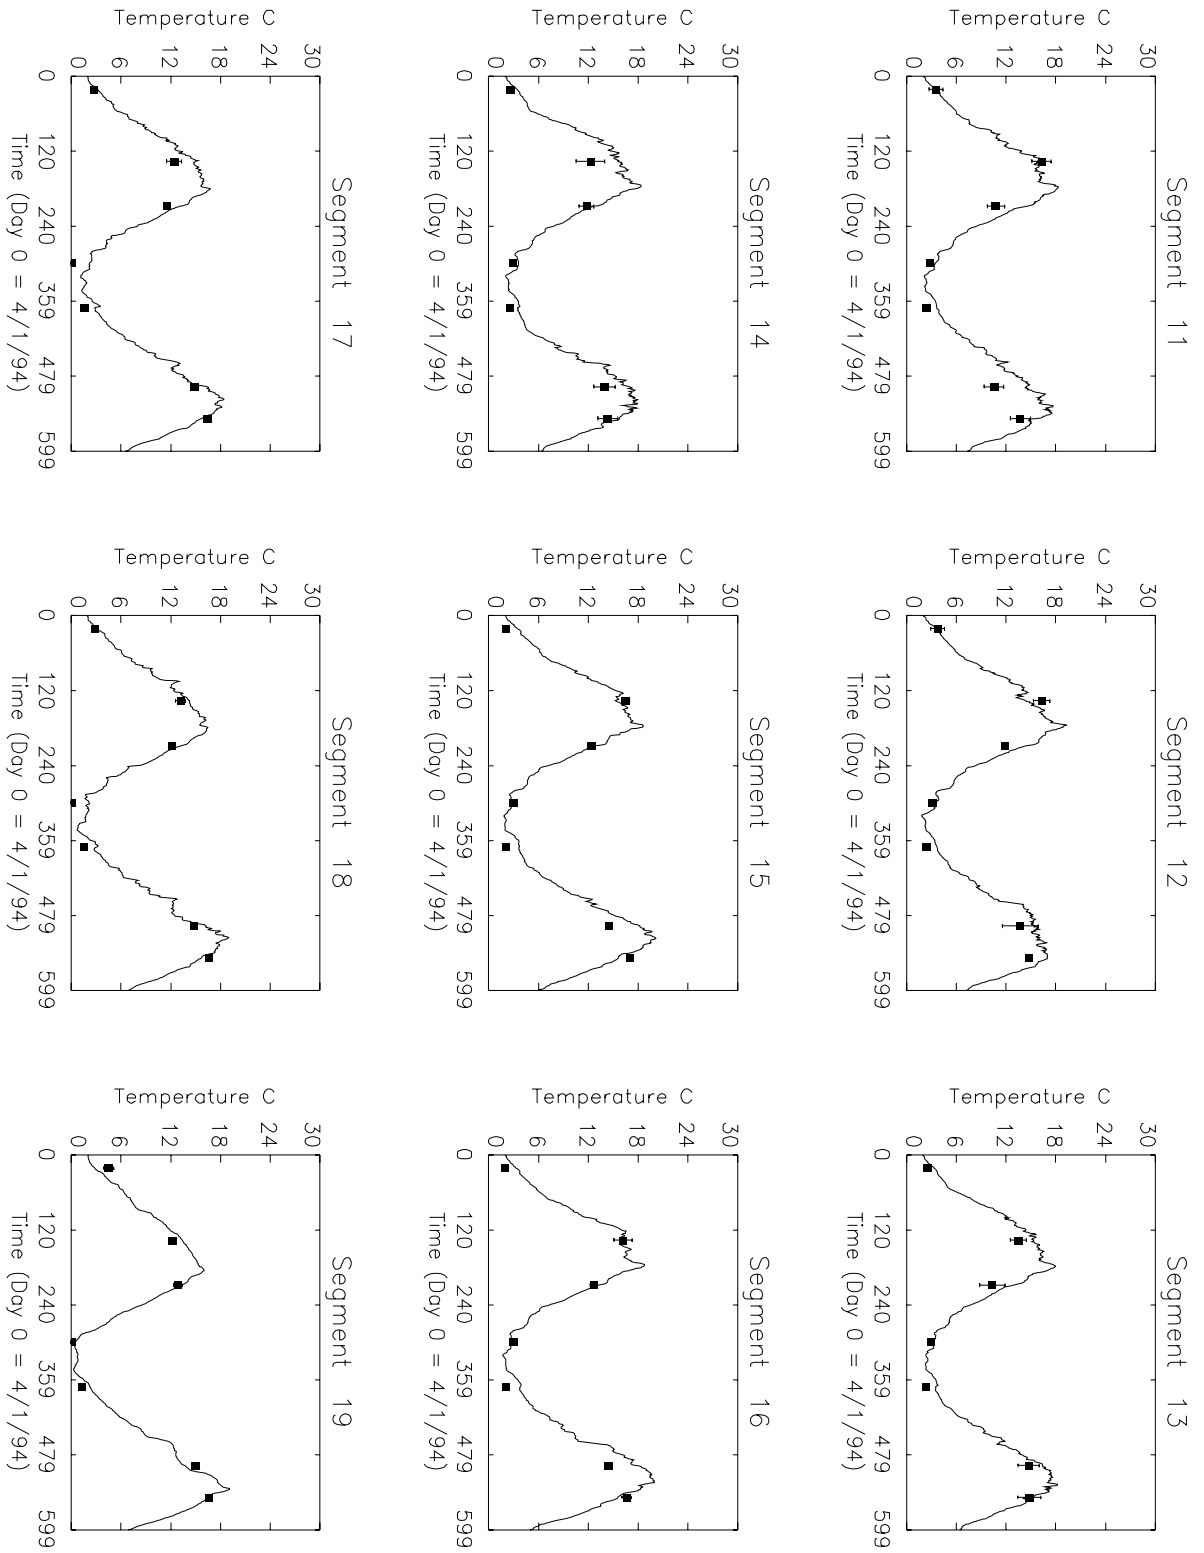 Segment 11
Temperature C
30
24
18
12
6
0
0 120 240 359 479 599
Time (Day 0 = 4/1/94)
Segment 12
Temperature C
30
24
18
12
6
0
0 120 240 359 479 599
Time (Day 0 = 4/1/94)
Segment 13
Temperature C
30
24
18
12
6
0
0 120 240 359 479 599
Time (Day 0 = 4/1/94)
Segment 14
Temperature C
30
24
18
12
6
0
0 120 240 359 479 599
Time (Day 0 = 4/1/94)
Segment 15
Temperature C
30
24
18
12
6
0
0 120 240 359 479 599
Time (Day 0 = 4/1/94)
Segment 16
Temperature C
30
24
18
12
6
0
0 120 240 359 479 599
Time (Day 0 = 4/1/94)
Segment 17
Temperature C
30
24
18
12
6
0
0 120 240 359 479 599
Time (Day 0 = 4/1/94)
Segment 18
Temperature C
30
24
18
12
6
0
0 120 240 359 479 599
Time (Day 0 = 4/1/94)
Segment 19
Temperature C
30
24
18
12
6
0
0 120 240 359 479 599
Time (Day 0 = 4/1/94)